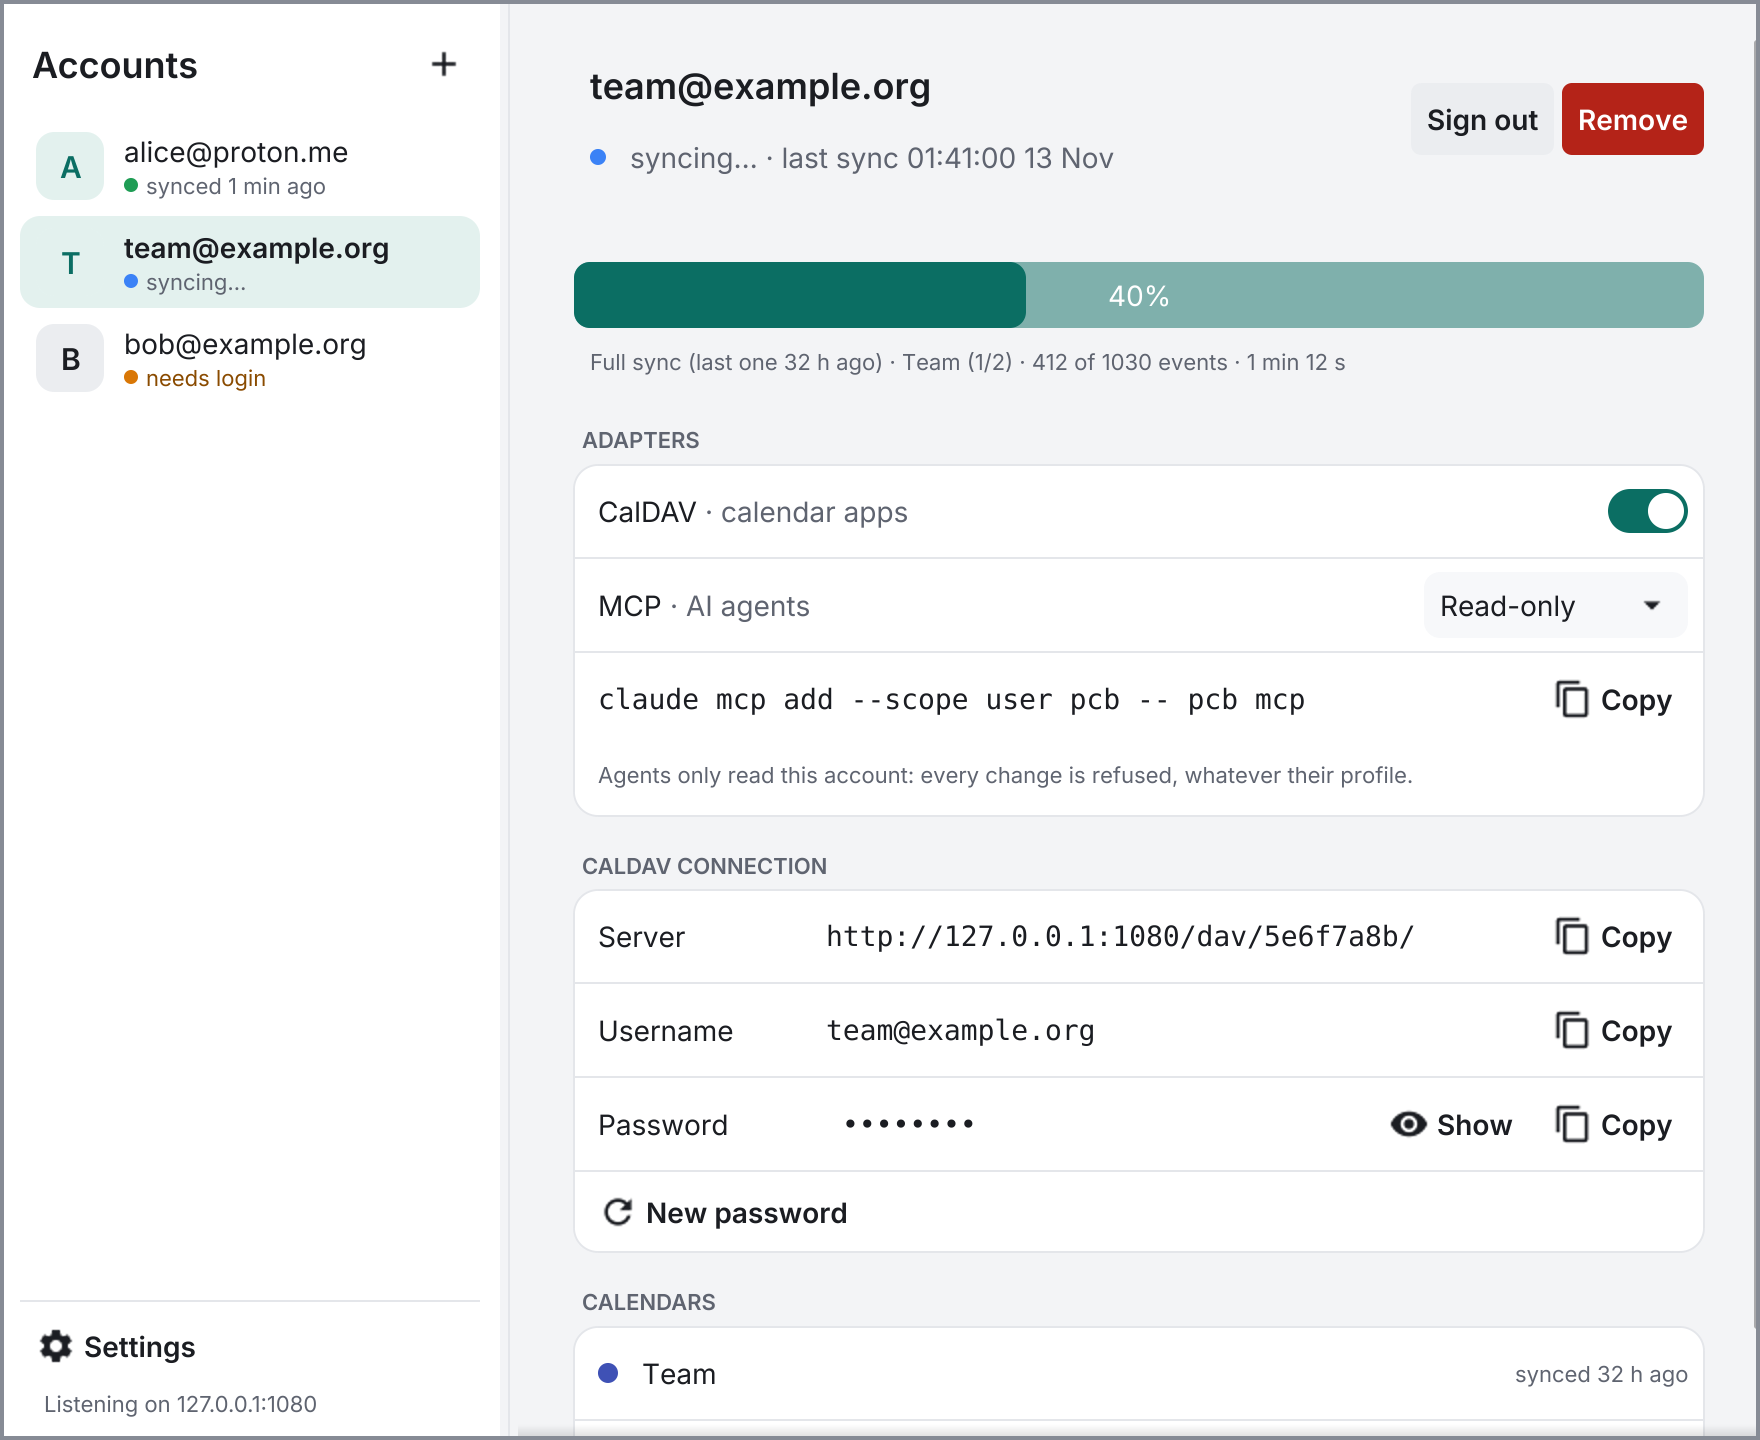 Accounts
A
alice@proton.me
synced 1 min ago
T
team@example.org
syncing...
B
bob@example.org
needs login
Settings
Listening on 127.0.0.1:1080
team@example.org
syncing... · last sync 01:41:00 13 Nov
Sign out
Remove
40%
Full sync (last one 32 h ago) · Team (1/2) · 412 of 1030 events · 1 min 12 s
ADAPTERS
CalDAV · calendar apps
MCP · AI agents
Read-only
claude mcp add --scope user pcb -- pcb mcp
Copy
Agents only read this account: every change is refused, whatever their profile.
CALDAV CONNECTION
Server
http://127.0.0.1:1080/dav/5e6f7a8b/
Copy
Username
team@example.org
Copy
Password
••••••••
Show
Copy
New password
CALENDARS
Team
synced 32 h ago